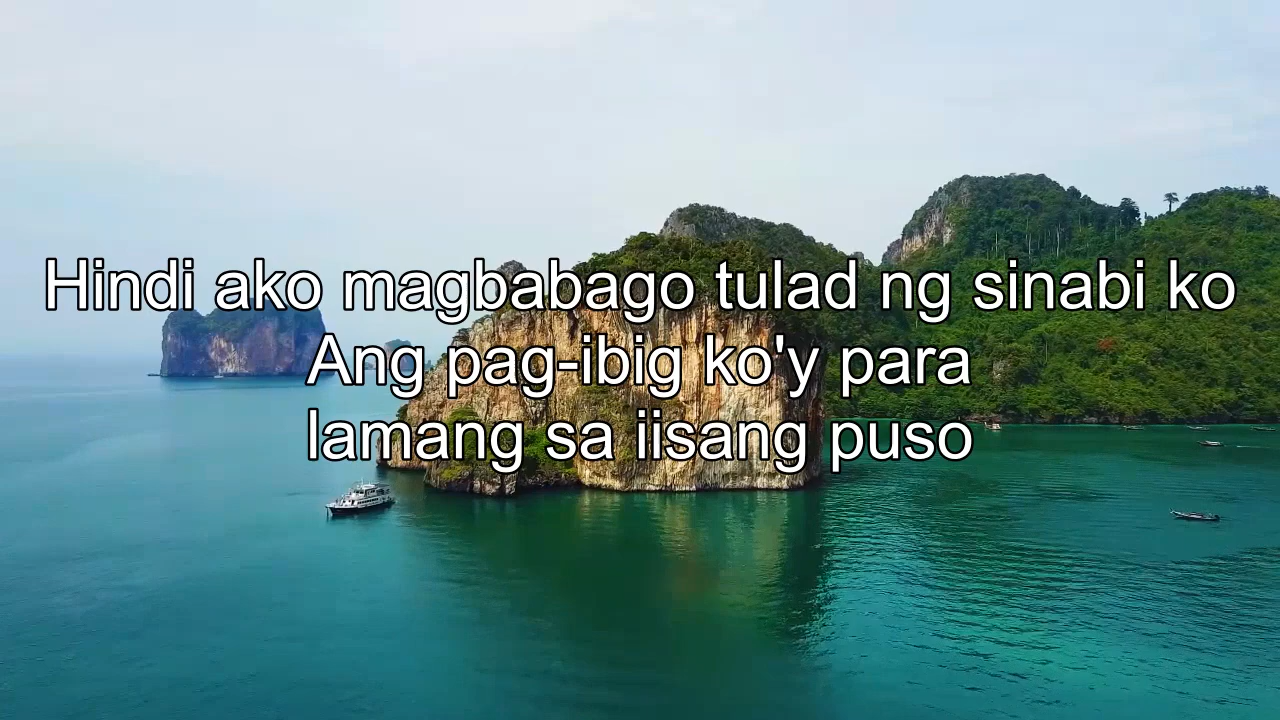 Hindi ako magbabago tulad ng sinabi ko
Ang pag-ibig ko'y para
lamang sa iisang puso